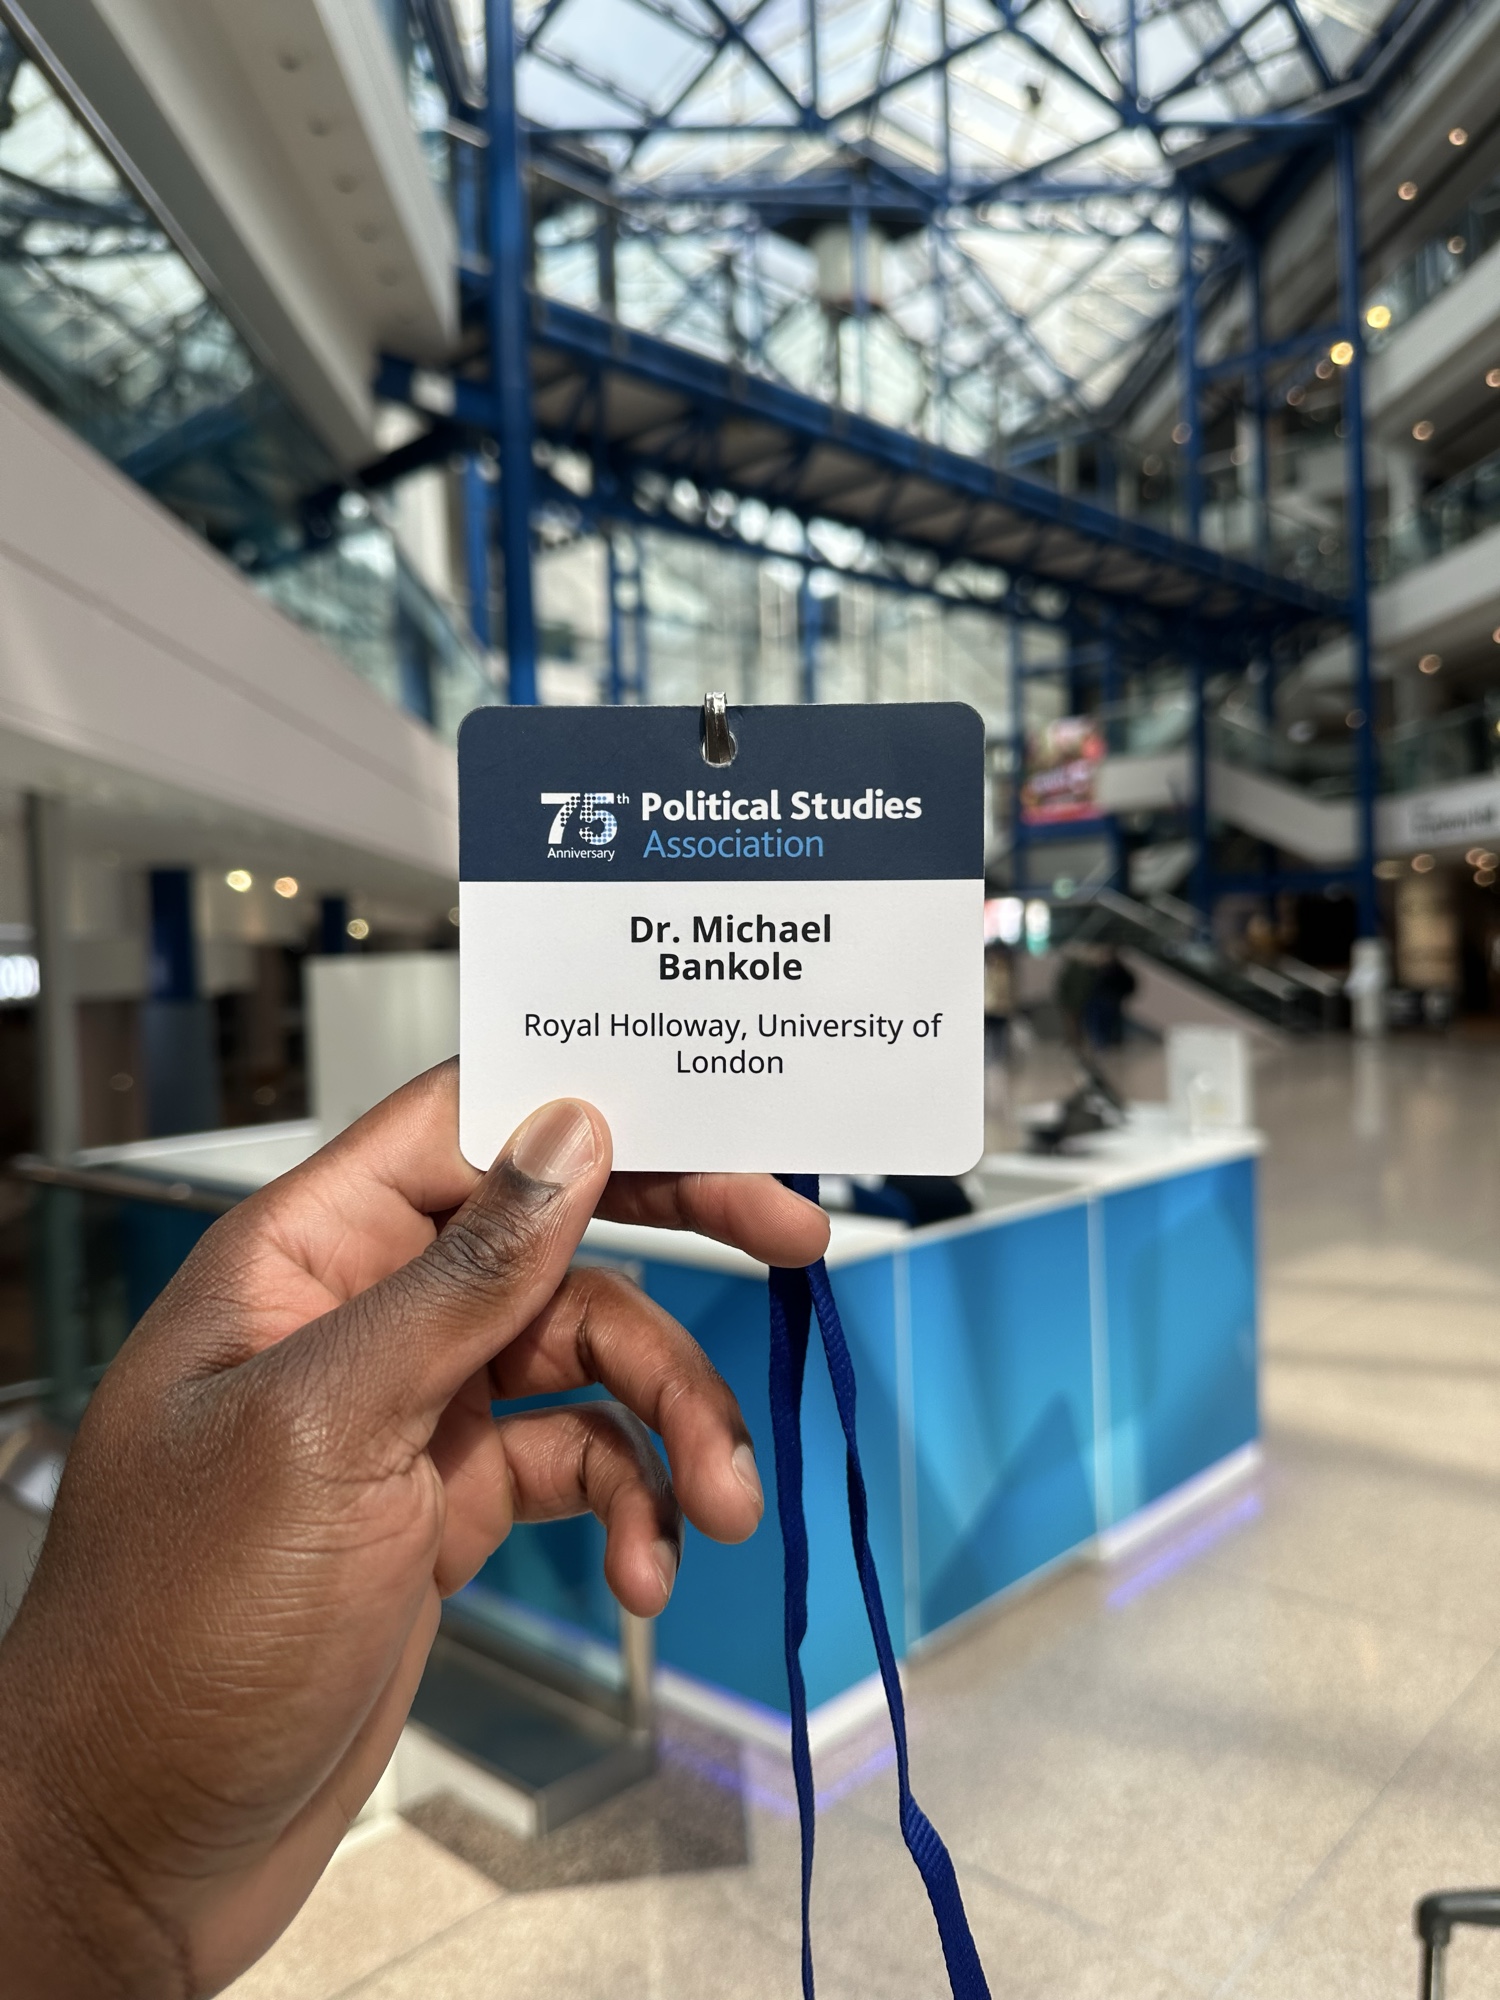 75th
Anniversary
Political Studies
Association
Dr. Michael
Bankole
Royal Holloway, University of
London